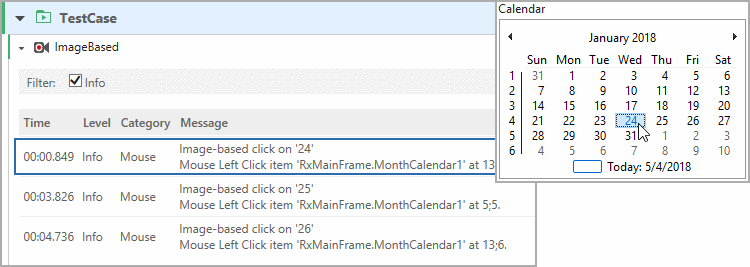 TestCase
ImageBased
Filter: Info
Time Level Category Message
00:00.849 Info Mouse Image-based click on '24'
Mouse Left Click item 'RxMainFrame.MonthCalendar1' at 13;
00:03.826 Info Mouse Image-based click on '25'
Mouse Left Click item 'RxMainFrame.MonthCalendar1' at 5;5.
00:04.736 Info Mouse Image-based click on '26'
Mouse Left Click item 'RxMainFrame.MonthCalendar1' at 13;6.
Calendar
January 2018
Sun Mon Tue Wed Thu Fri Sat
1 31 1 2 3 4 5 6
2 7 8 9 10 11 12 13
3 14 15 16 17 18 19 20
4 21 22 23 24 25 26 27
5 28 29 30 31 1 2 3
6 4 5 6 7 8 9 10
Today: 5/4/2018